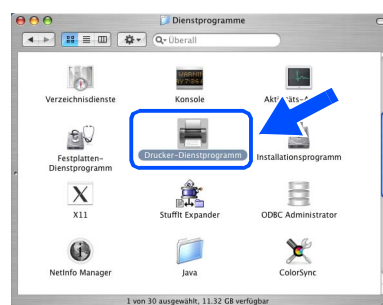 Dienstprogramme
Überall
Verzeichnisdienste
Konsole
Festplatten-
Dienstprogramm
Drucker-Dienstprogramm
Installationsprogramm
X11
StuffIt Expander
ODBC Administrator
NetInfo Manager
Java
ColorSync
1 von 30 ausgewählt, 11.32 GB verfügbar